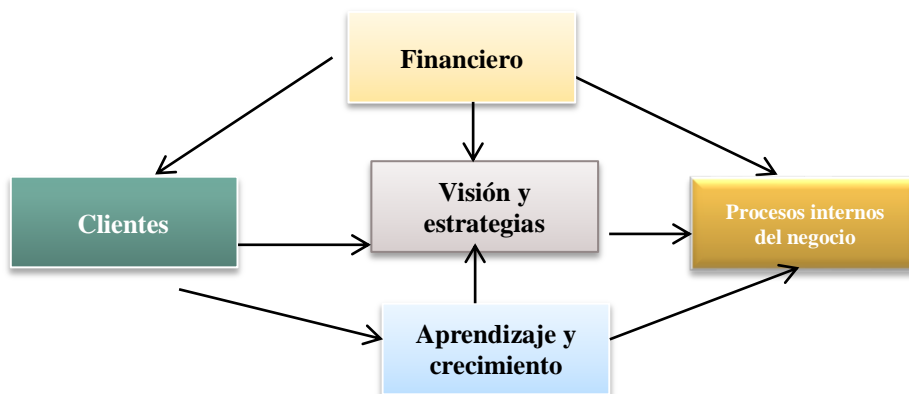 Financiero
Clientes
Visión y
estrategias
Procesos internos
del negocio
Aprendizaje y
crecimiento